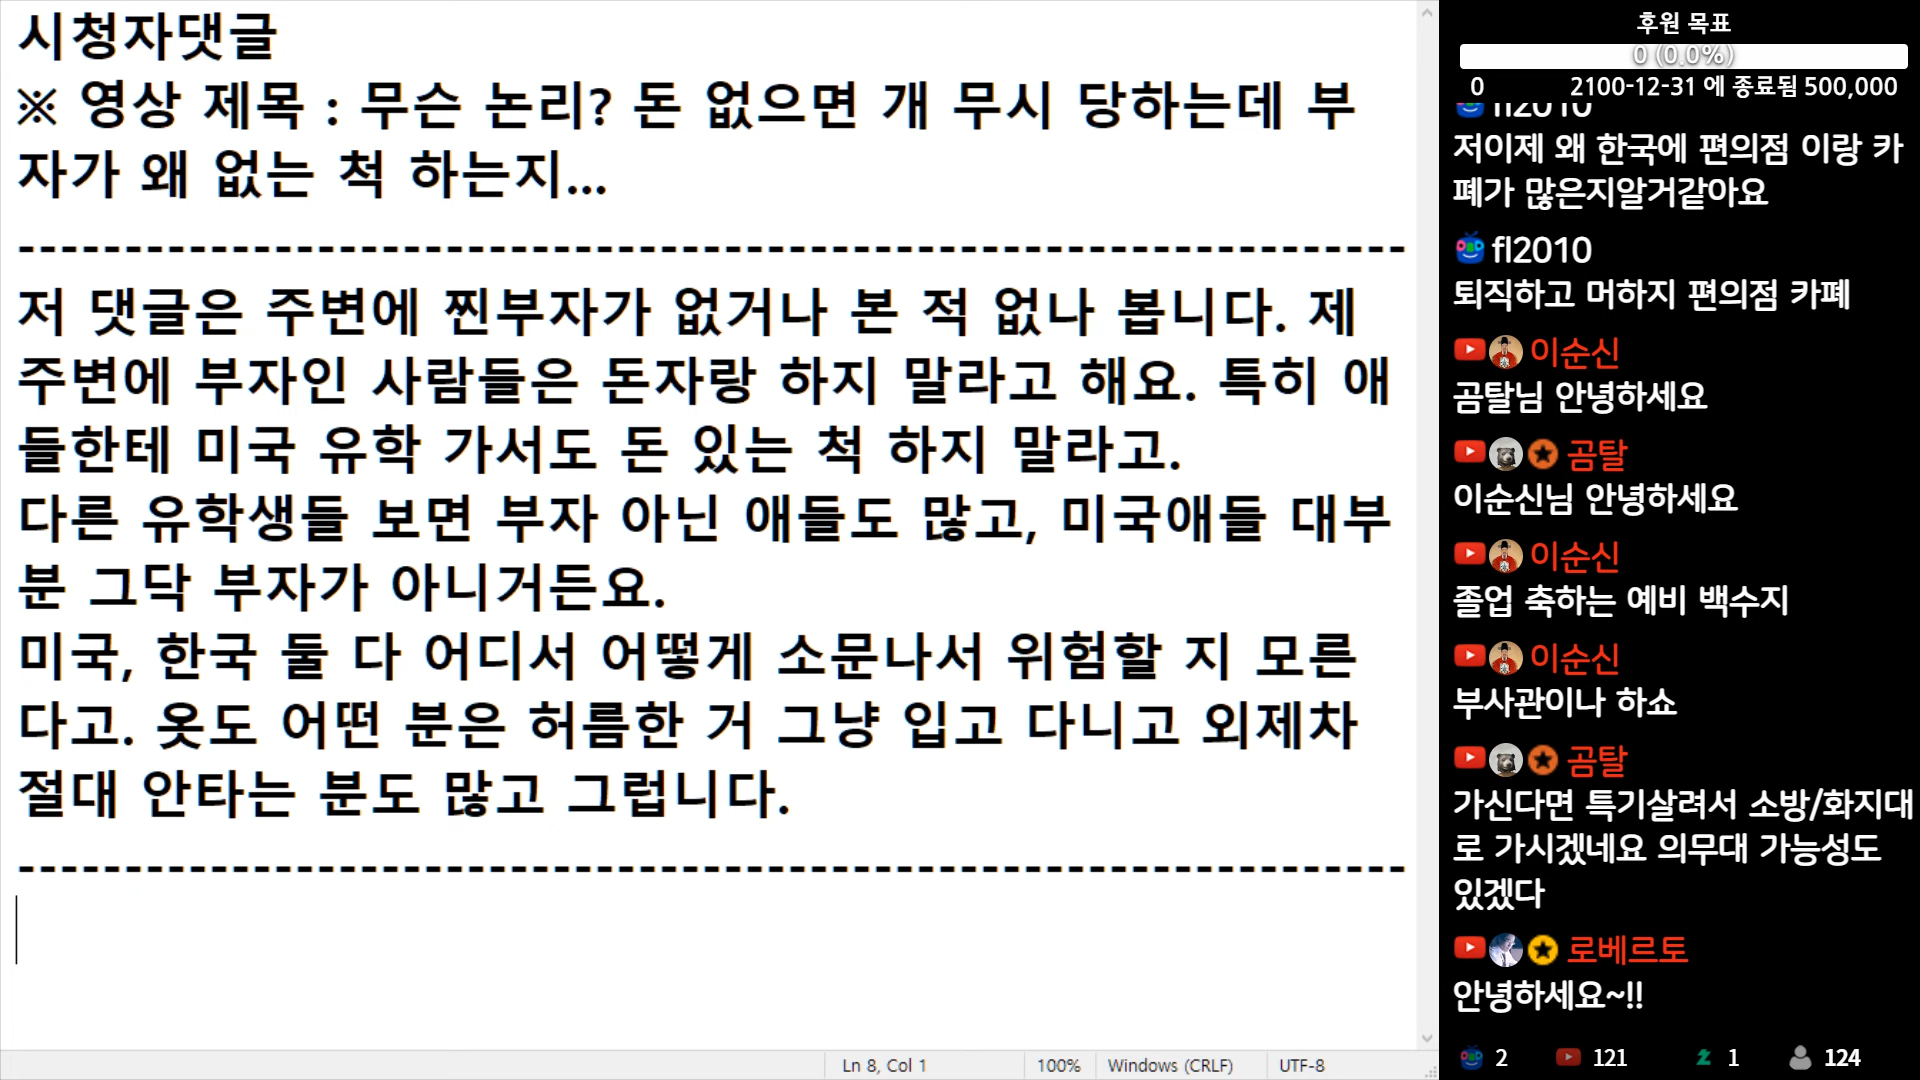 시청자댓글
※ 영상 제목 : 무슨 논리? 돈 없으면 개 무시 당하는데 부
자가 왜 없는 척 하는지...
------------------------------------------------------------------
저 댓글은 주변에 찐부자가 없거나 본 적 없나 봅니다. 제
주변에 부자인 사람들은 돈자랑 하지 말라고 해요. 특히 애
들한테 미국 유학 가서도 돈 있는 척 하지 말라고.
다른 유학생들 보면 부자 아닌 애들도 많고, 미국애들 대부
분 그닥 부자가 아니거든요.
미국, 한국 둘 다 어디서 어떻게 소문나서 위험할 지 모른
다고. 옷도 어떤 분은 허름한 거 그냥 입고 다니고 외제차
절대 안타는 분도 많고 그럽니다.
------------------------------------------------------------------
Ln 8, Col 1
100%
Windows (CRLF)
UTF-8
후원 목표
0 (0.0%)
0 2100-12-31 에 종료됨 500,000
fl2010
저이제 왜 한국에 편의점 이랑 카
폐가 많은지알거같아요
fl2010
퇴직하고 머하지 편의점 카폐
이순신
곰탈님 안녕하세요
곰탈
이순신님 안녕하세요
이순신
졸업 축하는 예비 백수지
이순신
부사관이나 하쇼
곰탈
가신다면 특기살려서 소방/화지대
로 가시겠네요 의무대 가능성도
있겠다
로베르토
안녕하세요~!!
2 121 1 124